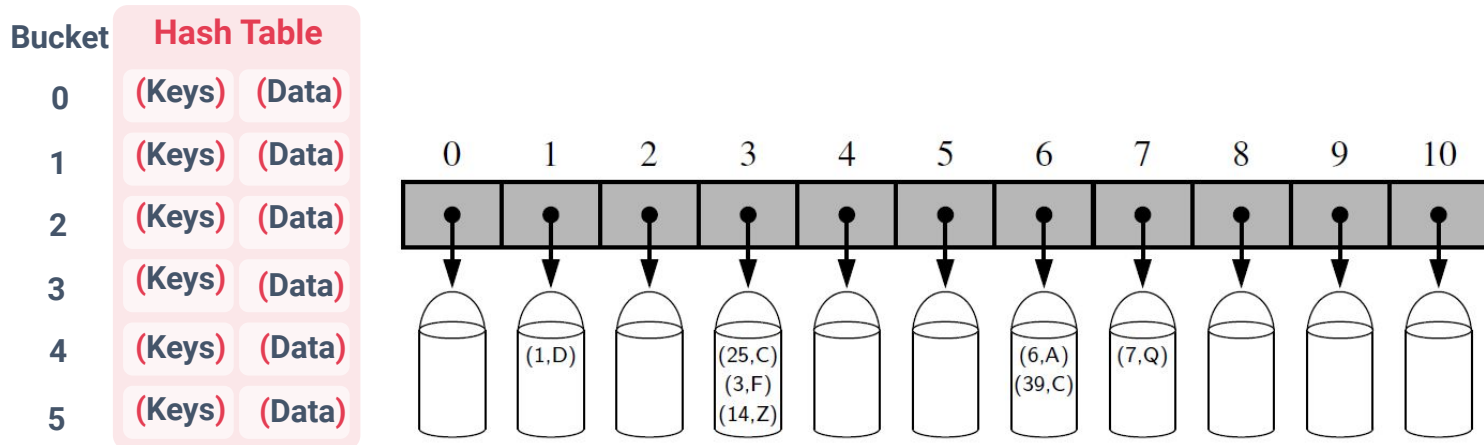 Bucket Hash Table
0 (Keys) (Data)
1 (Keys) (Data)
2 (Keys) (Data)
3 (Keys) (Data)
4 (Keys) (Data)
5 (Keys) (Data)
0 1 2 3 4 5 6 7 8 9 10
(1,D)
(25,C)
(3,F)
(14,Z)
(6,A)
(39,C)
(7,Q)